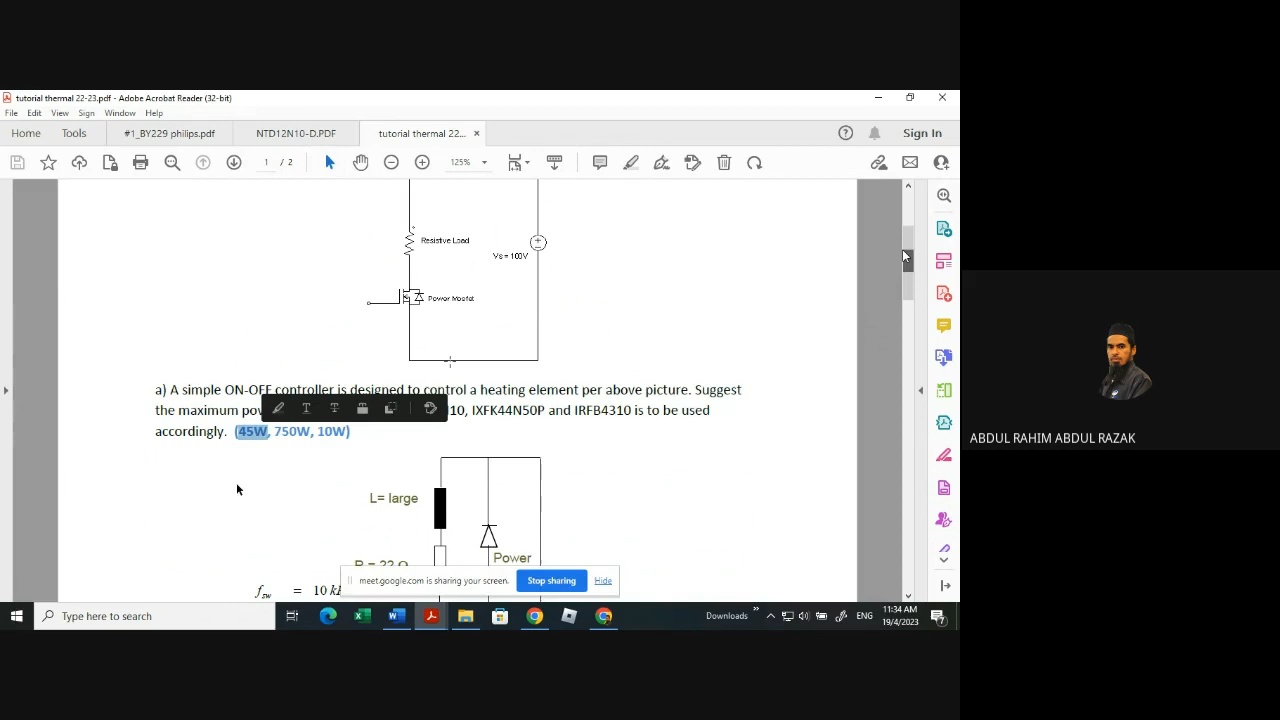 tutorial thermal 22-23.pdf - Adobe Acrobat Reader (32-bit)
File Edit View Sign Window Help
Home Tools #1_BY229 philips.pdf NTD12N10-D.PDF tutorial thermal 22... × Sign In
1 / 2 125%
Resistive Load
Vs = 100V
Power Mosfet
a) A simple ON-OFF controller is designed to control a heating element per above picture. Suggest
the maximum 10, IXFK44N50P and IRFB4310 is to be used
accordingly. (45W, 750W, 10W)
L= large
Power
R = 22 Ω
meet.google.com is sharing your screen. Stop sharing Hide
f_sw = 10
Type here to search
Downloads » ENG 11:34 AM
19/4/2023
ABDUL RAHIM ABDUL RAZAK